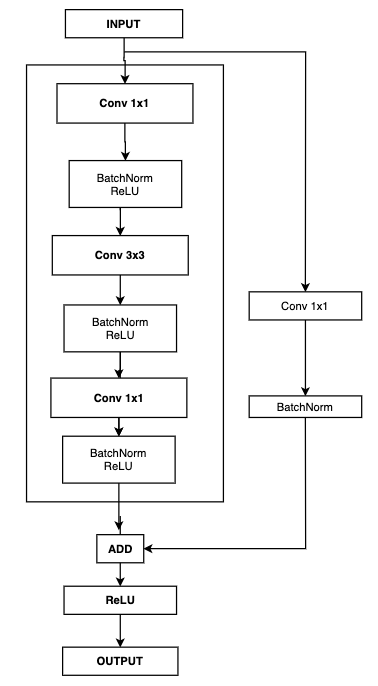 INPUT
Conv 1x1
BatchNorm
ReLU
Conv 3x3
BatchNorm
ReLU
Conv 1x1
BatchNorm
ReLU
Conv 1x1
BatchNorm
ADD
ReLU
OUTPUT